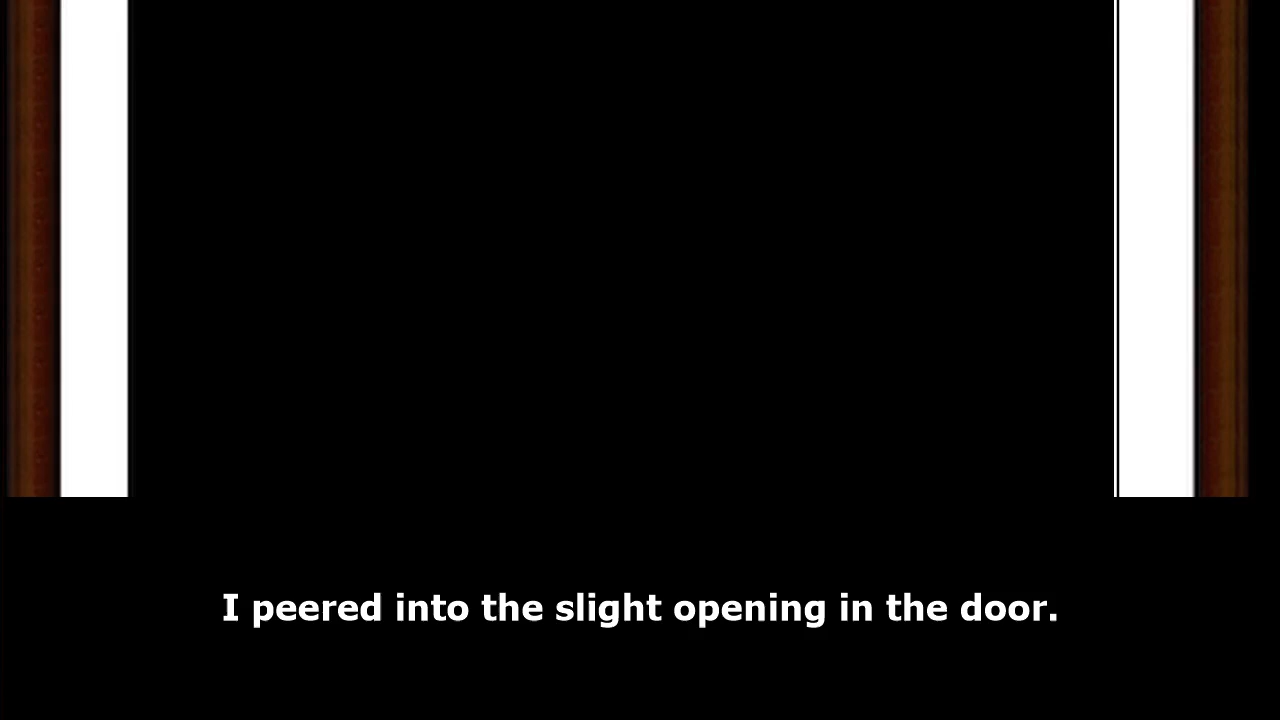 I peered into the slight opening in the door.